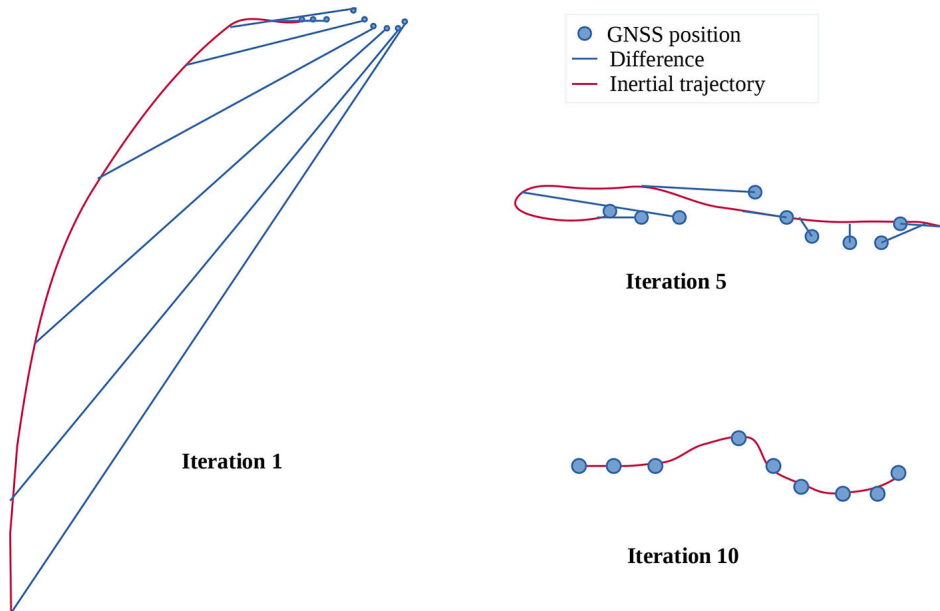 GNSS position
Difference
Inertial trajectory
Iteration 5
Iteration 1
Iteration 10